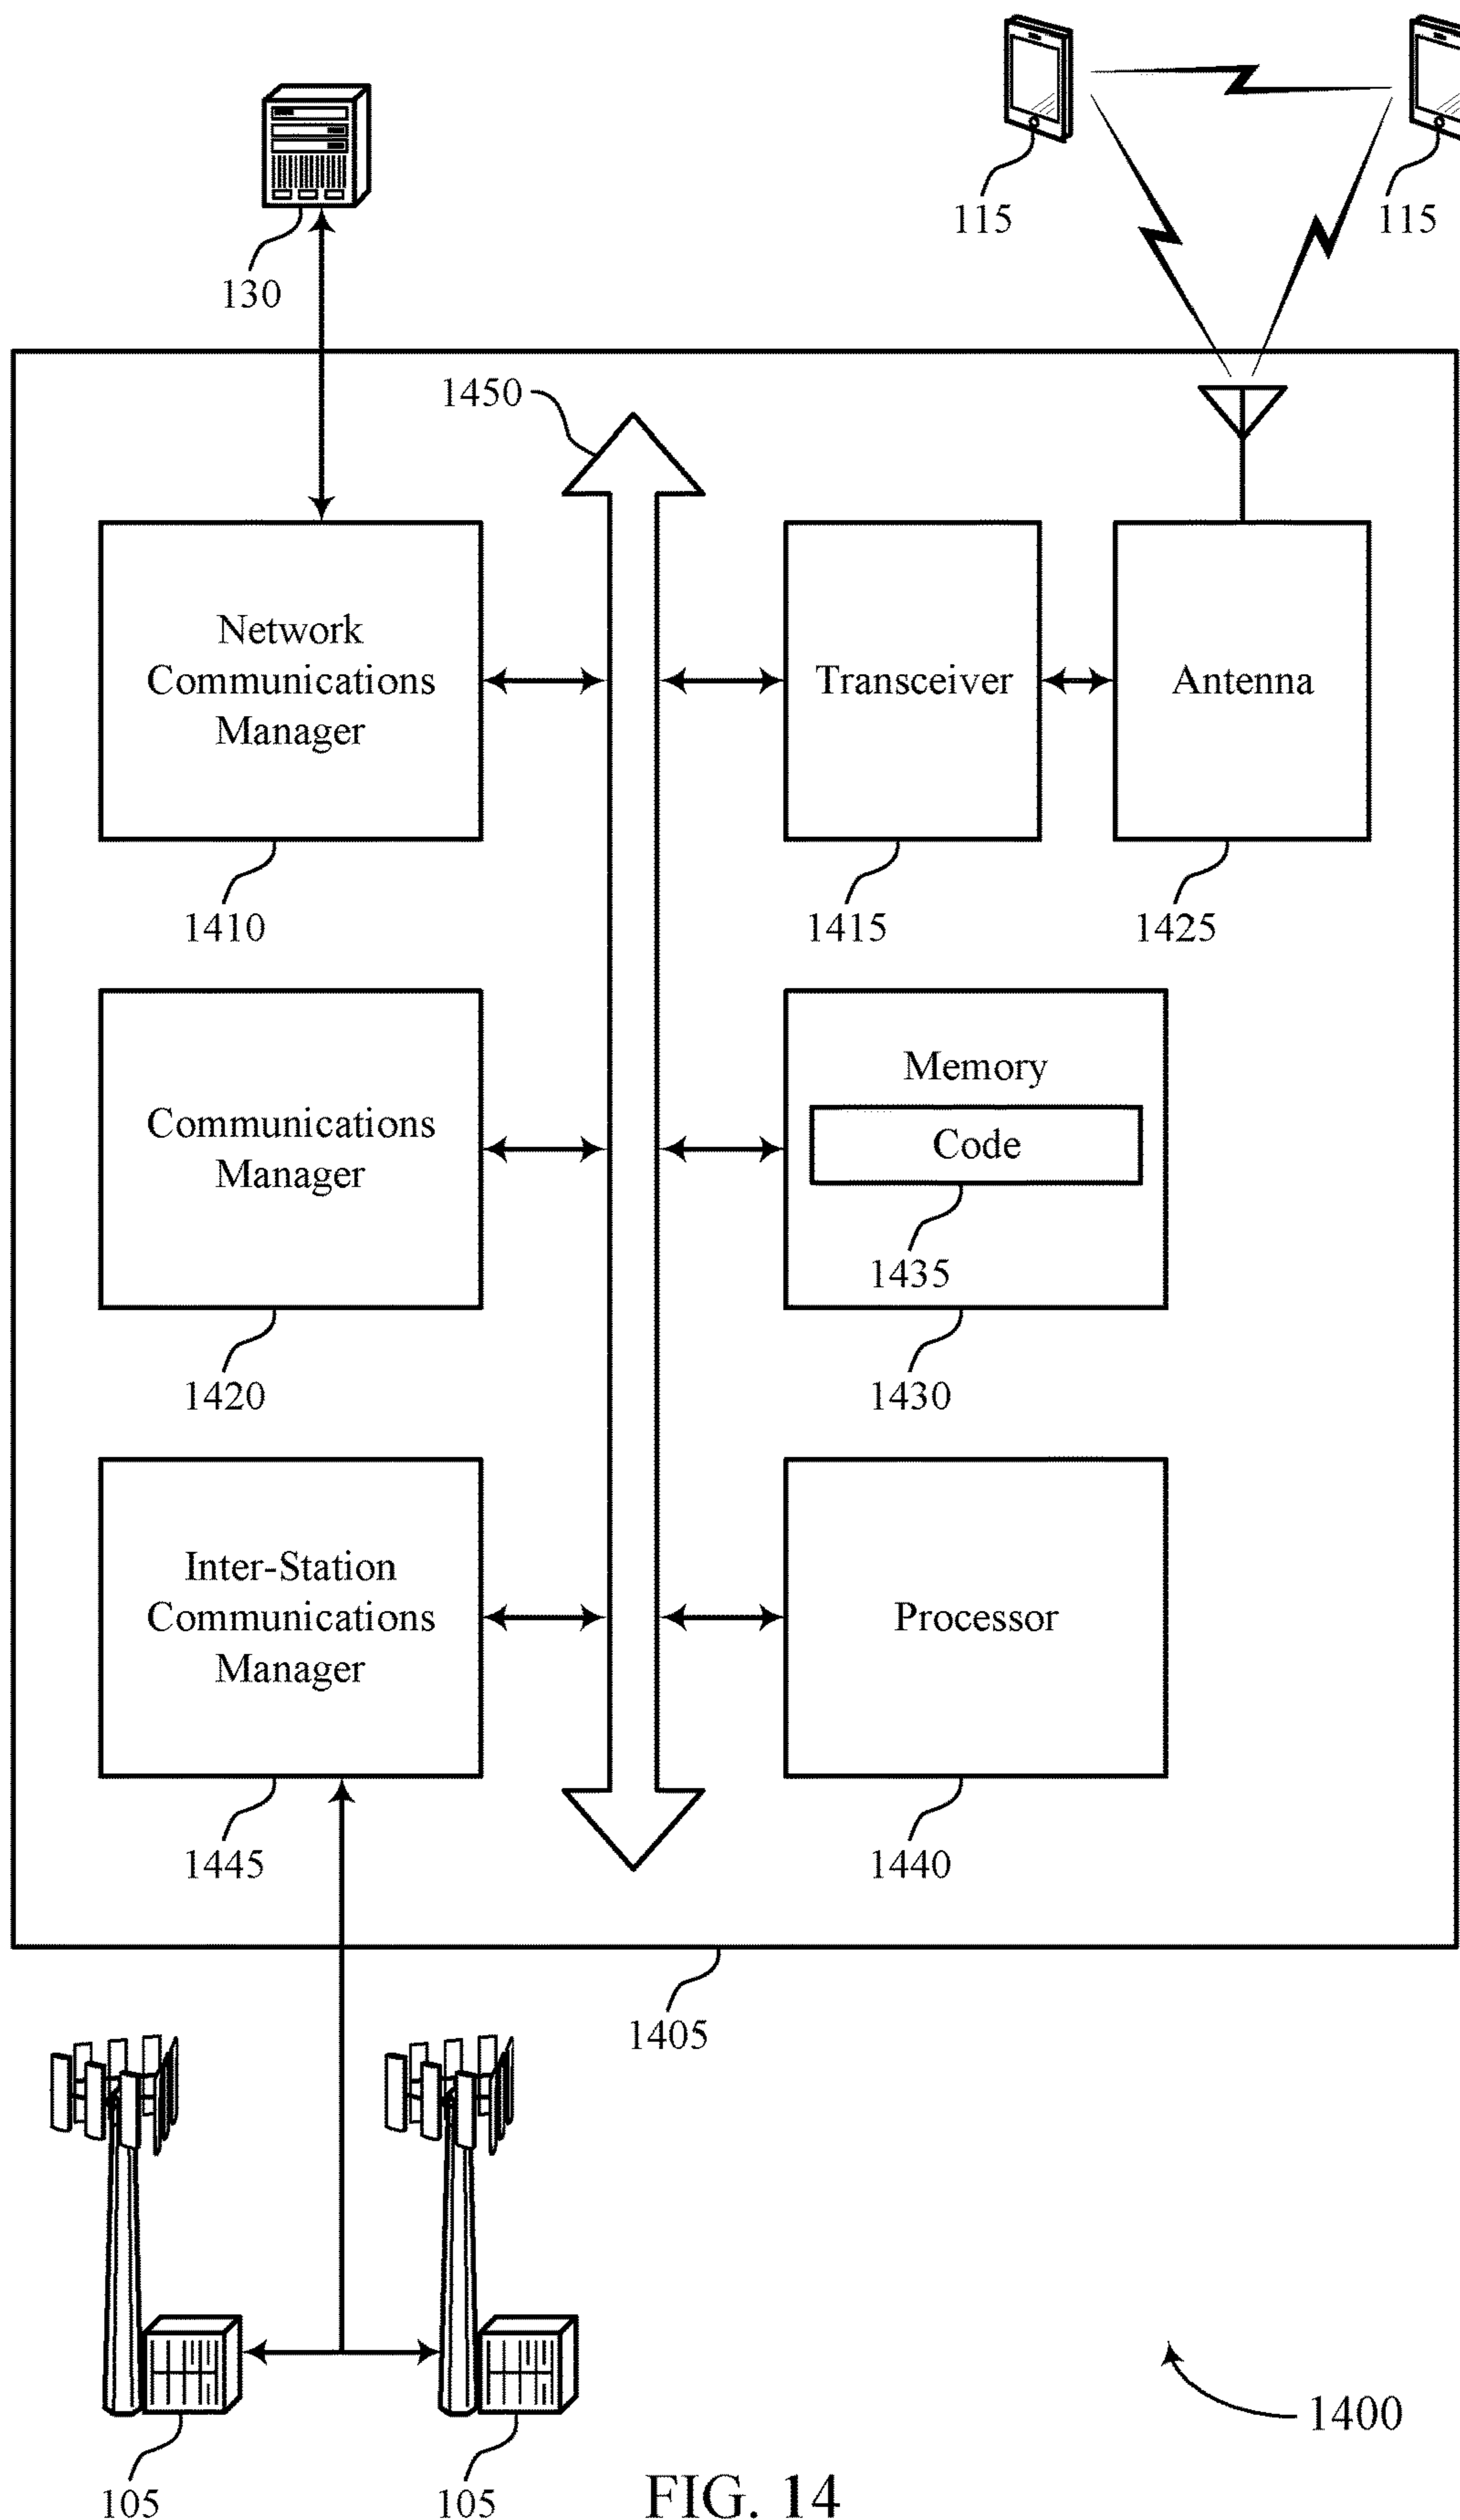 115
115
130
1450
Network
Communications
Manager
Transceiver
Antenna
1410
1415
1425
Communications
Manager
Memory
Code
1435
1420
1430
Inter-Station
Communications
Manager
Processor
1445
1440
1405
1400
105
105
FIG. 14